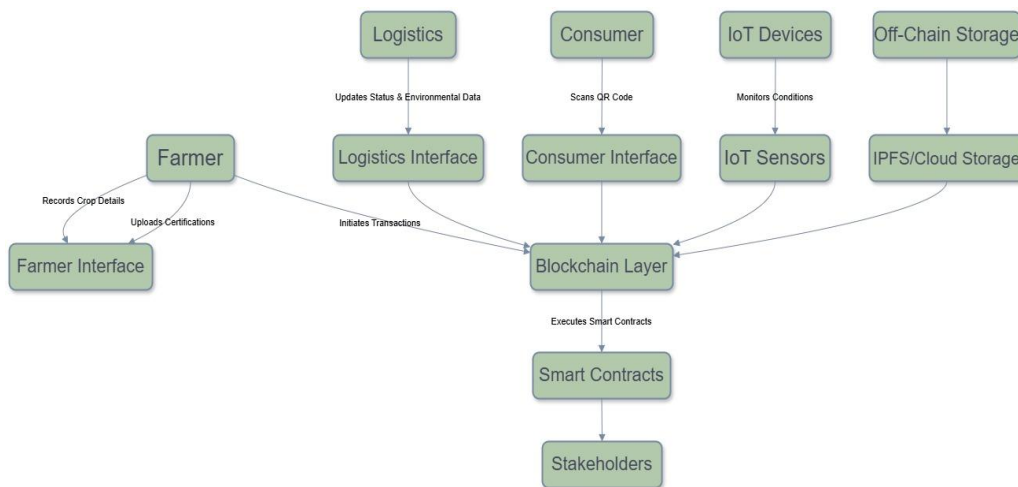 Logistics
Consumer
IoT Devices
Off-Chain Storage
Updates Status & Environmental Data
Scans QR Code
Monitors Conditions
Farmer
Logistics Interface
Consumer Interface
IoT Sensors
IPFS/Cloud Storage
Records Crop Details
Uploads Certifications
Initiates Transactions
Farmer Interface
Blockchain Layer
Executes Smart Contracts
Smart Contracts
Stakeholders